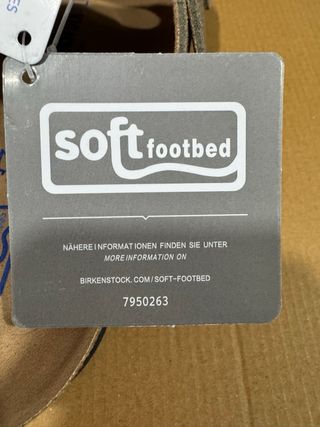 soft footbed
NÄHERE INFORMATIONEN FINDEN SIE UNTER
MORE INFORMATION ON
BIRKENSTOCK.COM/SOFT-FOOTBED
7950263